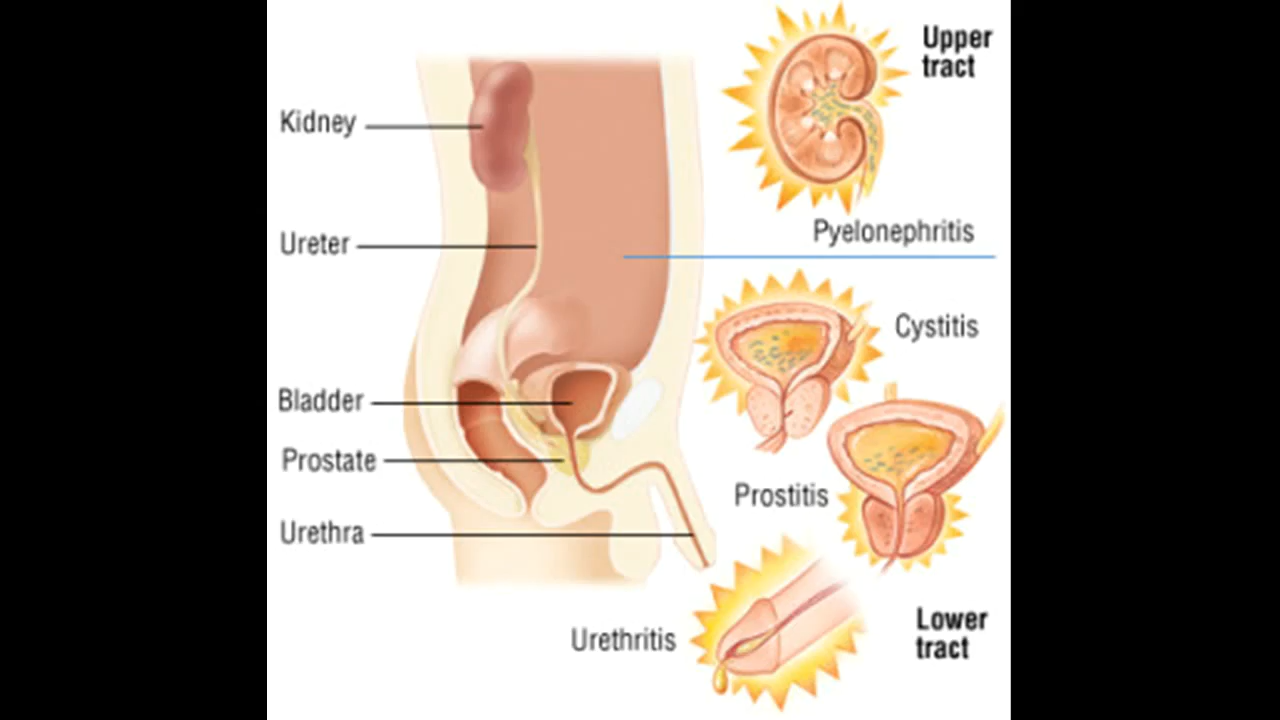 Upper
tract
Kidney
Pyelonephritis
Ureter
Cystitis
Bladder
Prostate
Prostitis
Urethra
Urethritis
Lower
tract